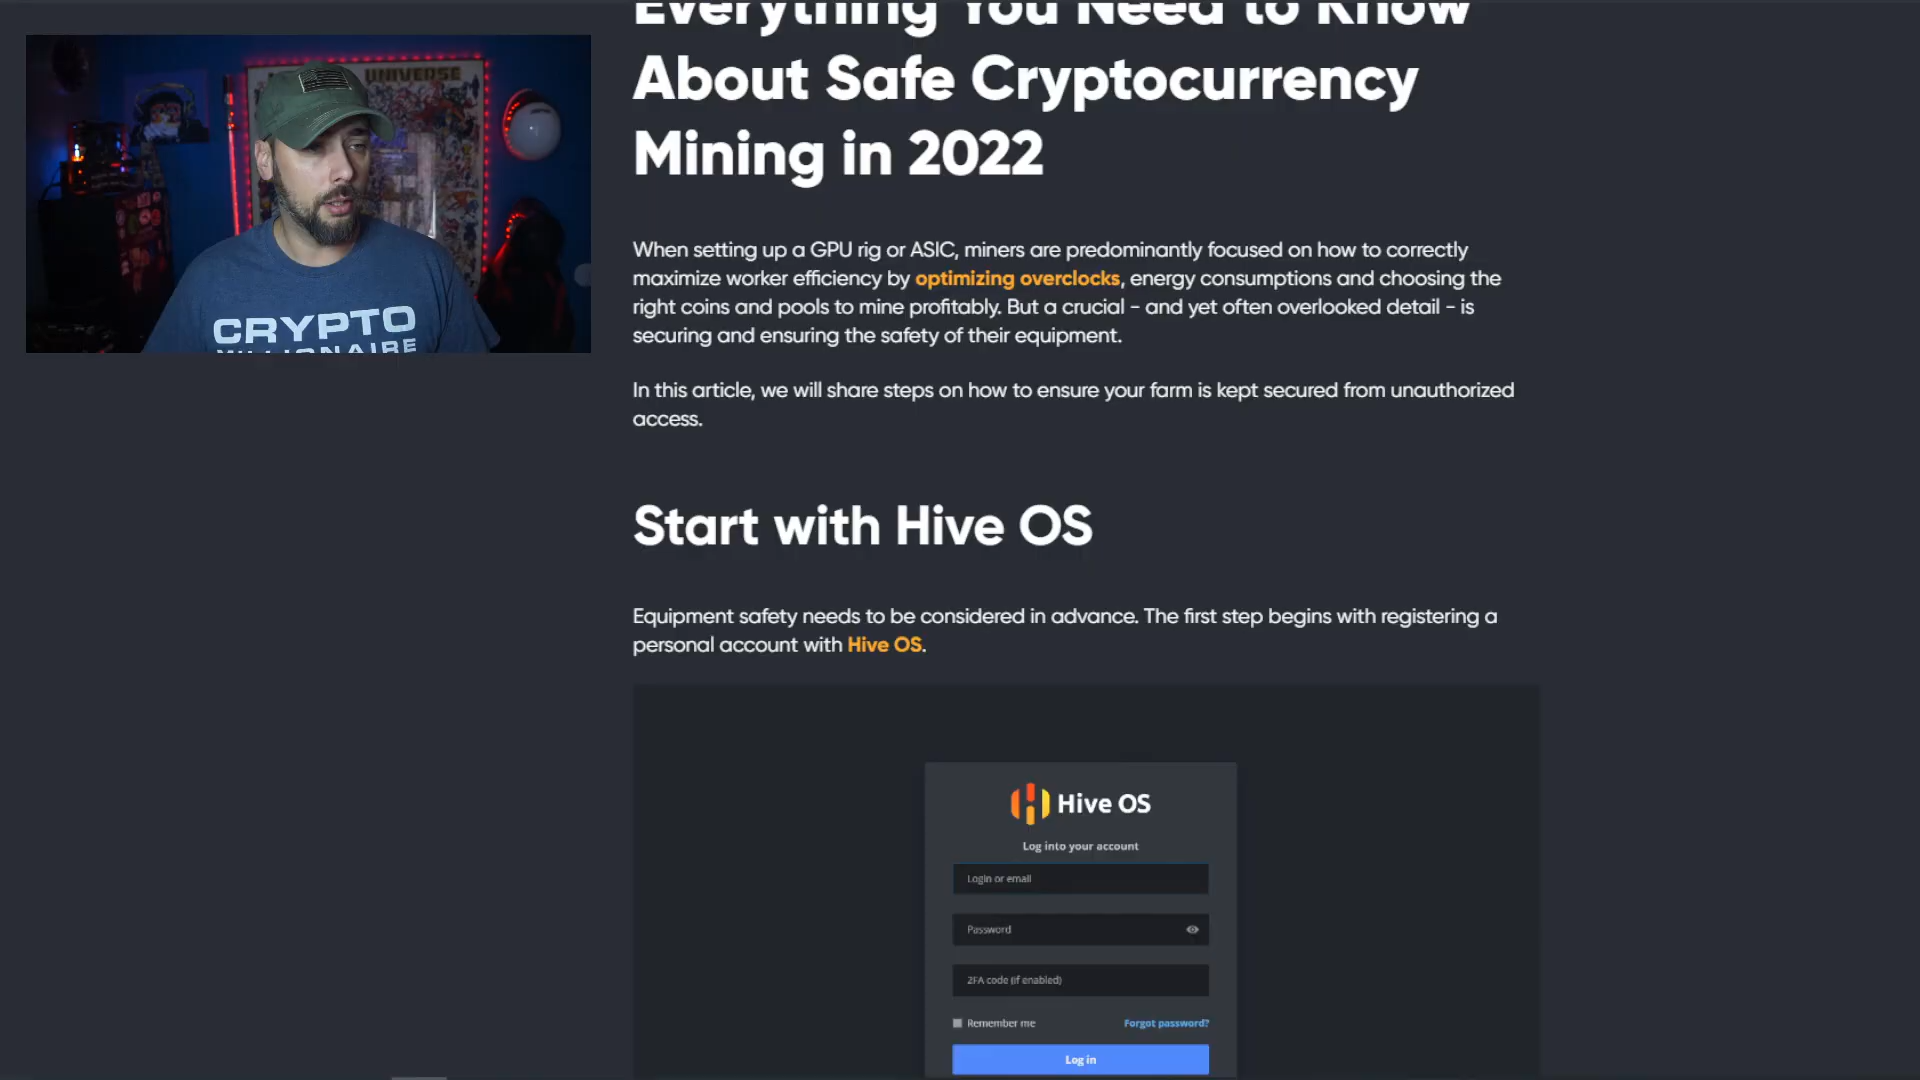 Everything You Need to Know
About Safe Cryptocurrency
Mining in 2022
UNIVERSE
CRYPTO
MILLIONAIRE
When setting up a GPU rig or ASIC, miners are predominantly focused on how to correctly
maximize worker efficiency by optimizing overclocks, energy consumptions and choosing the
right coins and pools to mine profitably. But a crucial - and yet often overlooked detail - is
securing and ensuring the safety of their equipment.
In this article, we will share steps on how to ensure your farm is kept secured from unauthorized
access.
Start with Hive OS
Equipment safety needs to be considered in advance. The first step begins with registering a
personal account with Hive OS.
Hive OS
Log into your account
Login or email
Password
2FA code (if enabled)
Remember me Forgot password?
Log in